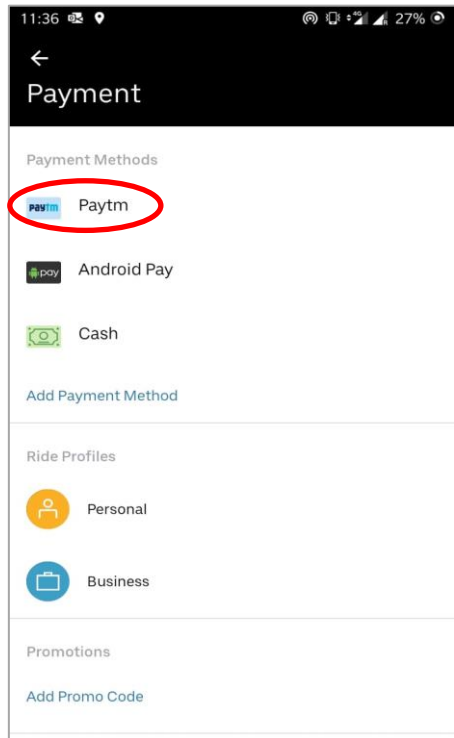 11:36 27%
Payment
Payment Methods
Paytm Paytm
pay Android Pay
Cash
Add Payment Method
Ride Profiles
Personal
Business
Promotions
Add Promo Code